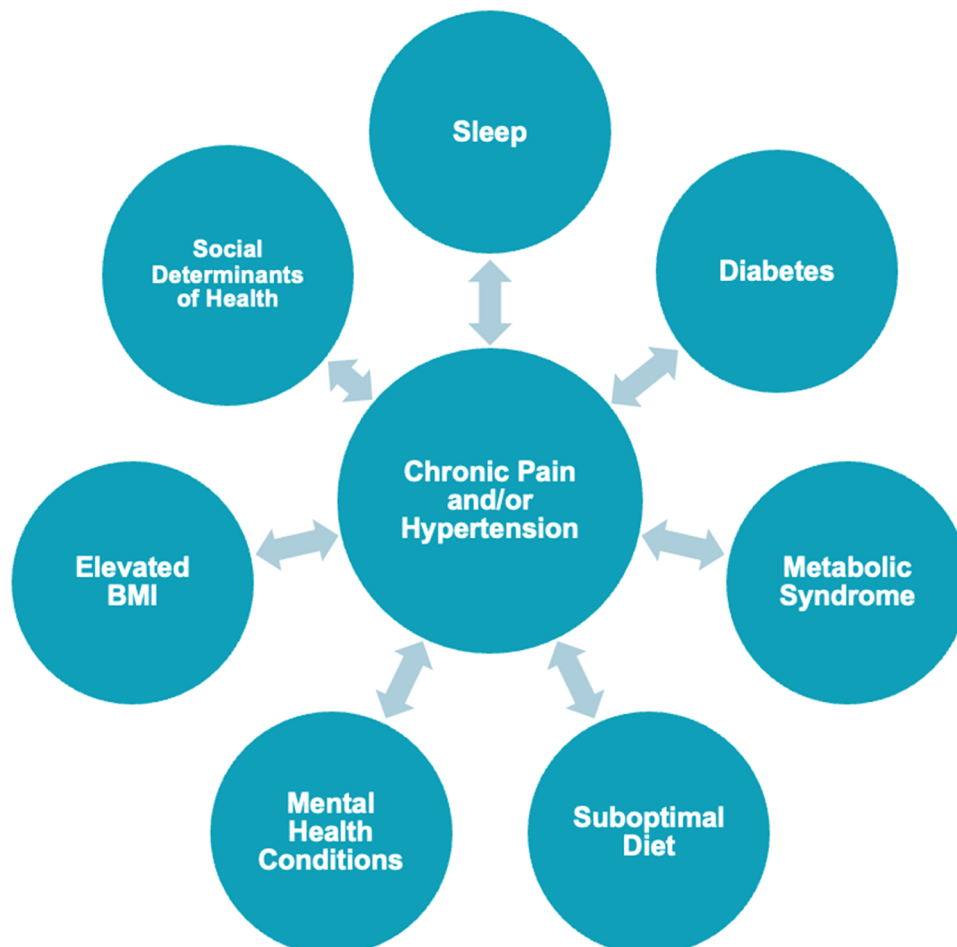 Sleep
Diabetes
Metabolic
Syndrome
Suboptimal
Diet
Mental
Health
Conditions
Elevated
BMI
Social
Determinants
of Health
Chronic Pain
and/or
Hypertension